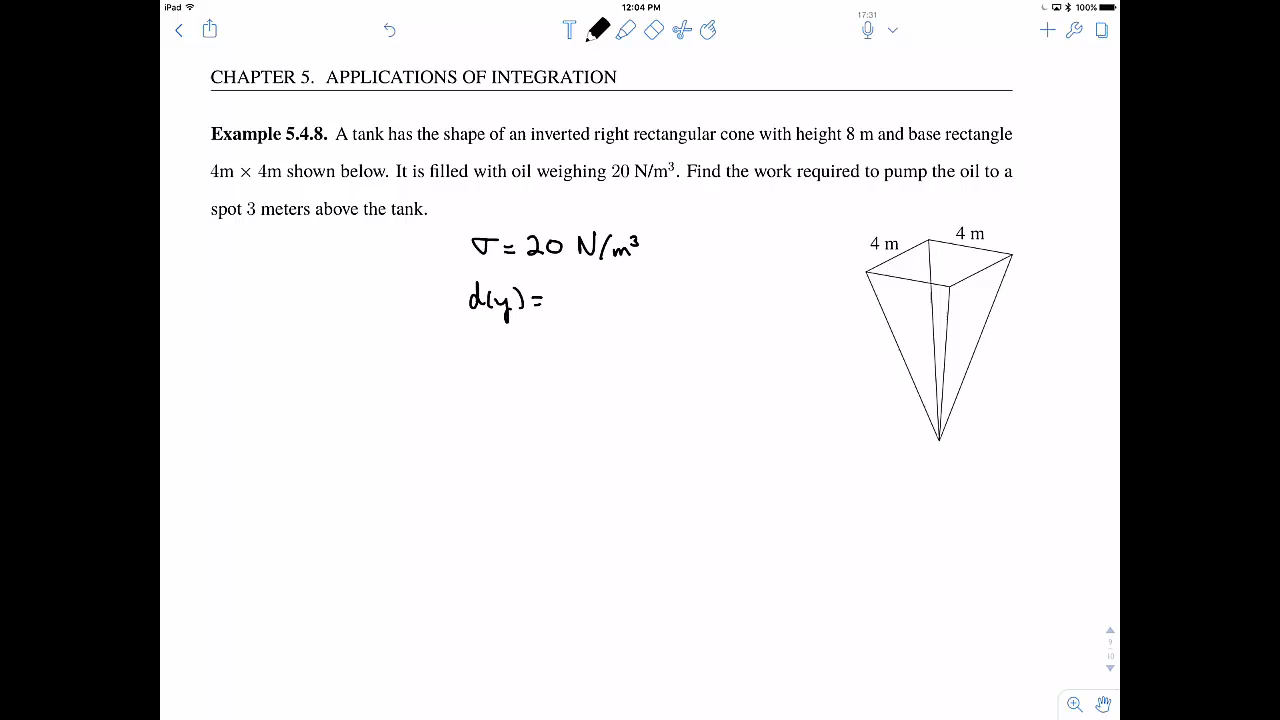 iPad
12:04 PM
100%
17:31
T
CHAPTER 5. APPLICATIONS OF INTEGRATION
Example 5.4.8. A tank has the shape of an inverted right rectangular cone with height 8 m and base rectangle
4m × 4m shown below. It is filled with oil weighing 20 N/m³. Find the work required to pump the oil to a
spot 3 meters above the tank.
σ = 20 N/m³
d(y) =
4 m
4 m
9
10